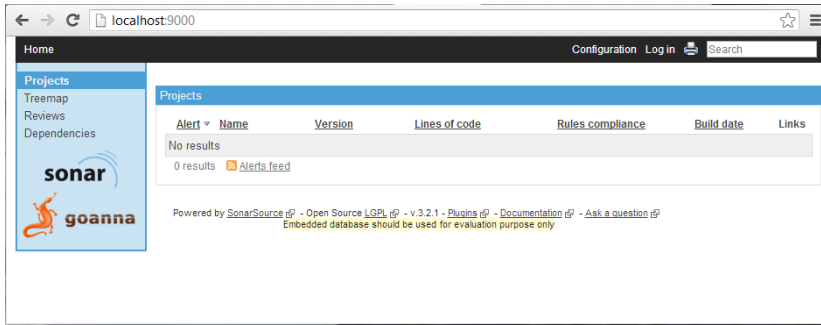 localhost:9000
Home Configuration Log in Search
Projects
Treemap
Reviews
Dependencies
sonar
goanna
Projects
Alert Name Version Lines of code Rules compliance Build date Links
No results
0 results Alerts feed
Powered by SonarSource - Open Source LGPL - v.3.2.1 - Plugins - Documentation - Ask a question
Embedded database should be used for evaluation purpose only